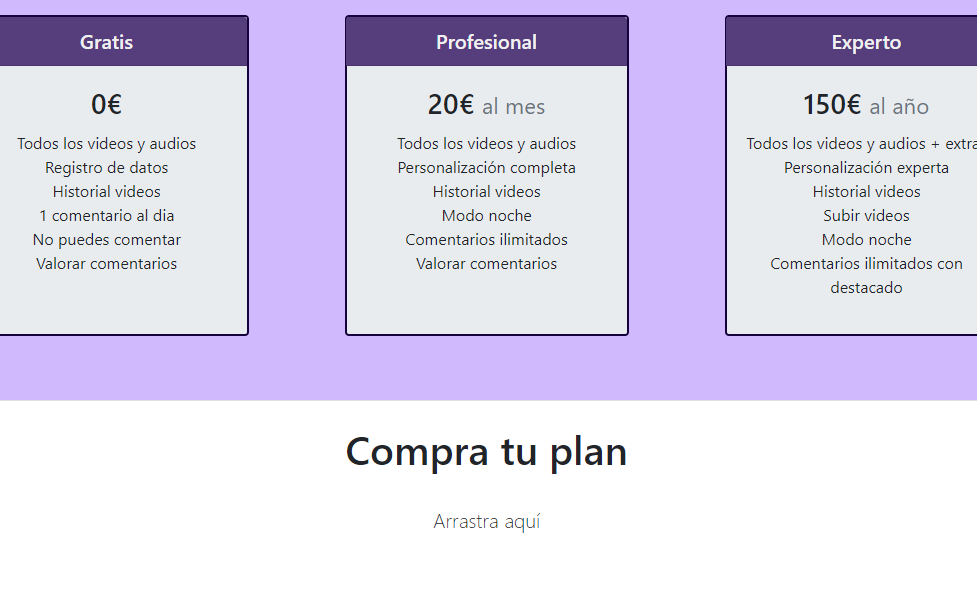 Gratis
0€
Todos los videos y audios
Registro de datos
Historial videos
1 comentario al dia
No puedes comentar
Valorar comentarios
Profesional
20€ al mes
Todos los videos y audios
Personalización completa
Historial videos
Modo noche
Comentarios ilimitados
Valorar comentarios
Experto
150€ al año
Todos los videos y audios + extra
Personalización experta
Historial videos
Subir videos
Modo noche
Comentarios ilimitados con
destacado
Compra tu plan
Arrastra aquí